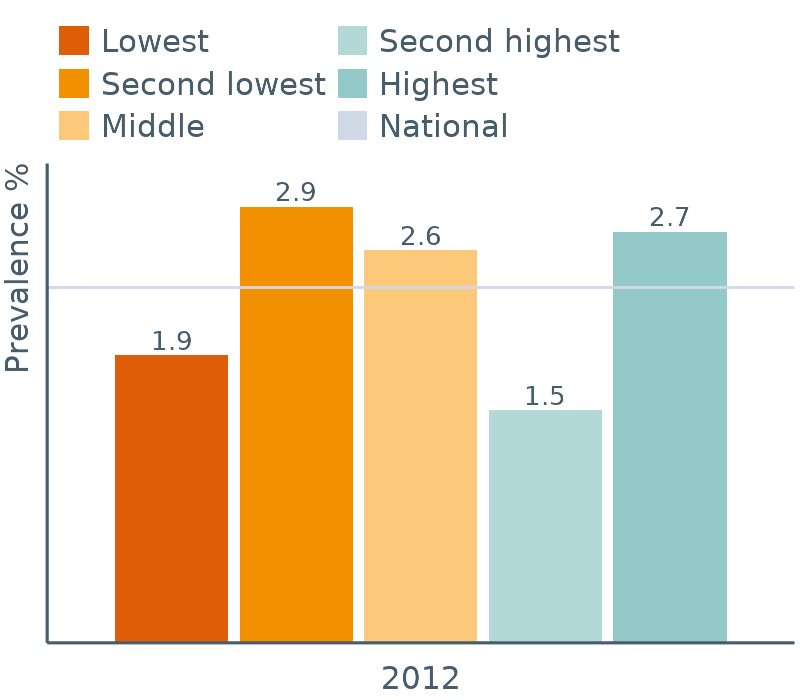 Lowest
Second lowest
Middle
Second highest
Highest
National
Prevalence %
1.9
2.9
2.6
1.5
2.7
2012